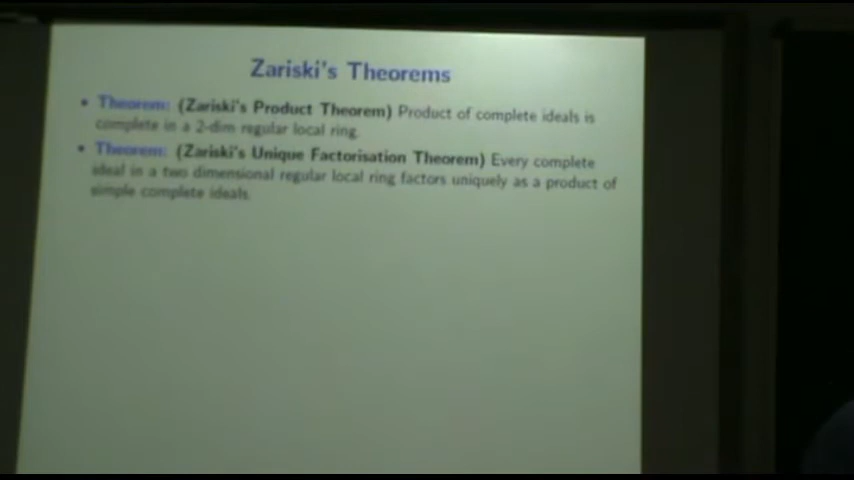 Zariski's Theorems
• Theorem: (Zariski's Product Theorem) Product of complete ideals is
complete in a 2-dim regular local ring.
• Theorem: (Zariski's Unique Factorisation Theorem) Every complete
ideal in a two dimensional regular local ring factors uniquely as a product of
simple complete ideals.